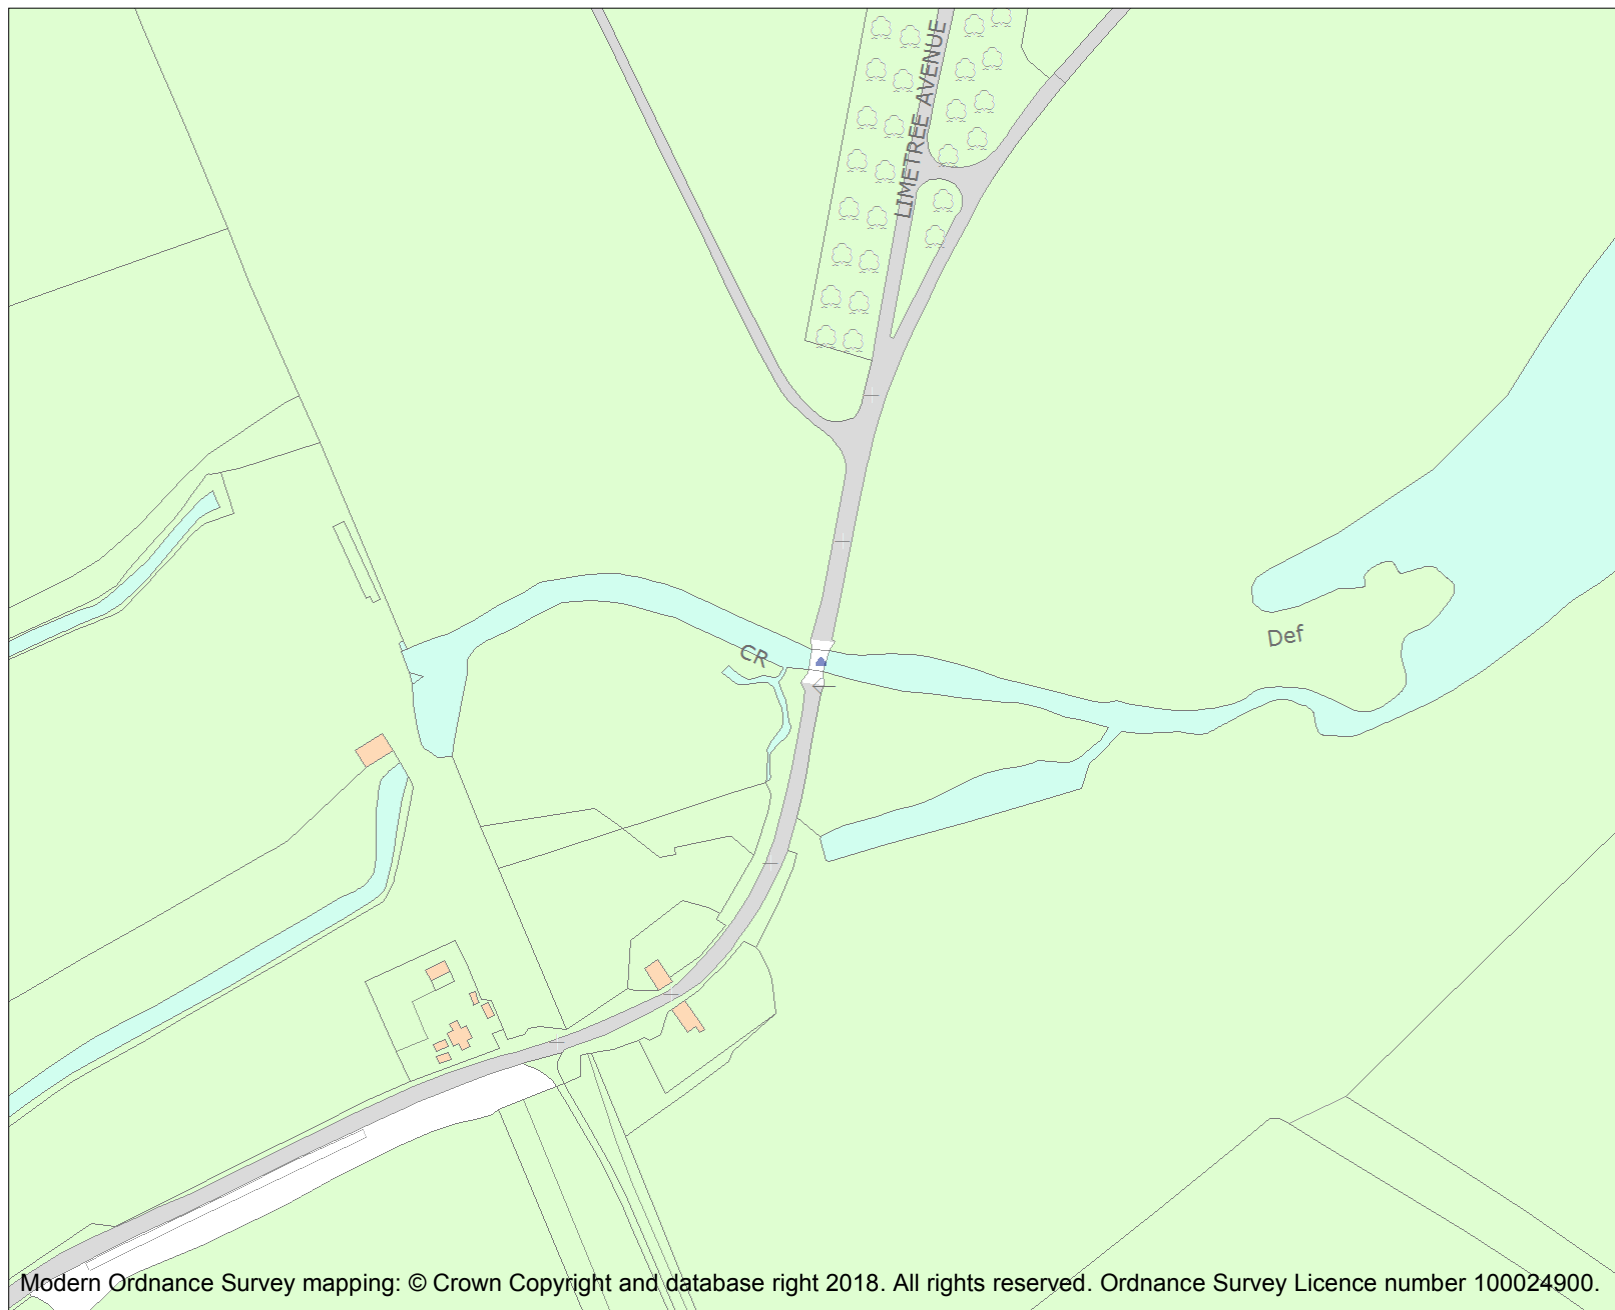 LIMETREE AVENUE
Def
CR
Modern Ordnance Survey mapping: © Crown Copyright and database right 2018. All rights reserved. Ordnance Survey Licence number 100024900.